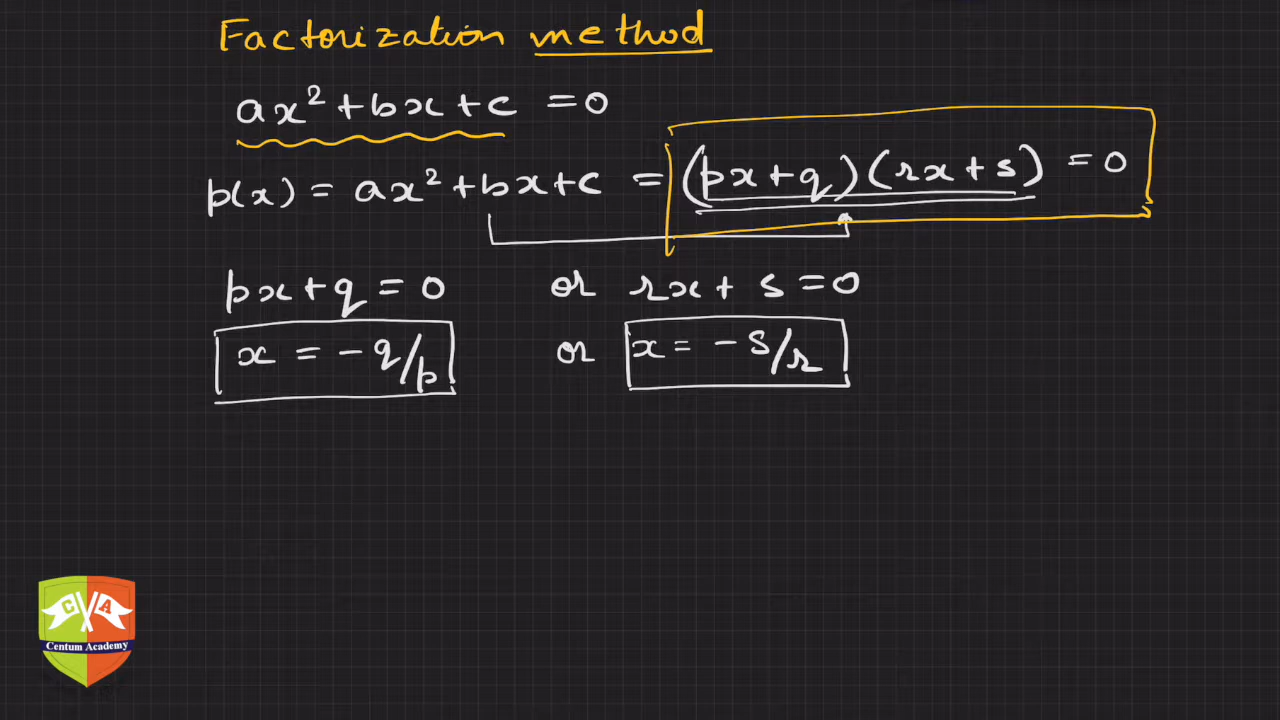 Factorization method
ax² + bx + c = 0
p(x) = ax² + bx + c = (px + q)(rx + s) = 0
px + q = 0 or rx + s = 0
x = - q/p or x = - s/r
C A
Centum Academy